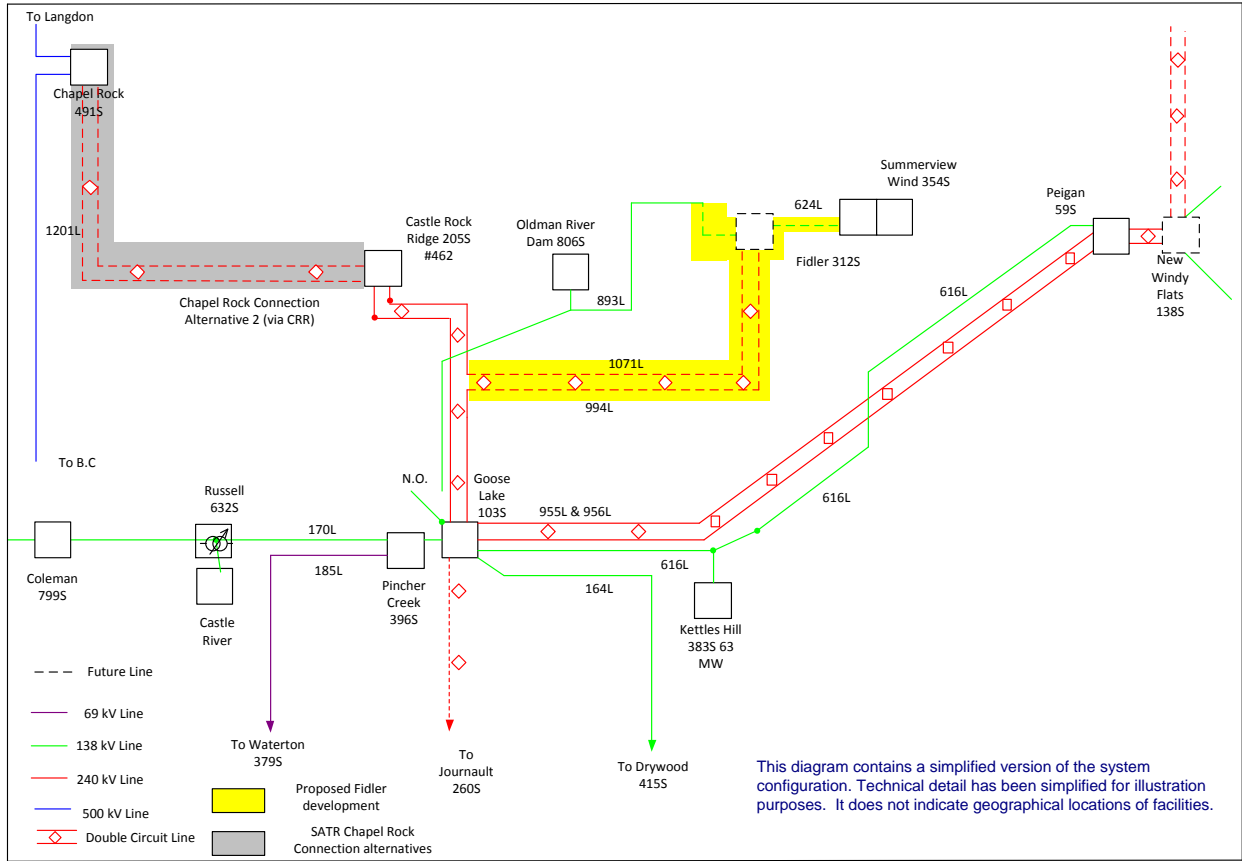 To Langdon
Chapel Rock
491S
1201L
Chapel Rock Connection
Alternative 2 (via CRR)
Castle Rock
Ridge 205S
#462
Oldman River
Dam 806S
893L
624L
Summerview
Wind 354S
Fidler 312S
Peigan
59S
New
Windy
Flats
138S
616L
1071L
994L
To B.C
N.O.
Goose
Lake
103S
955L & 956L
616L
Russell
632S
170L
185L
Coleman
799S
Castle
River
Pincher
Creek
396S
164L
616L
Kettles Hill
383S 63
MW
To Waterton
379S
To
Journault
260S
To Drywood
415S
Future Line
69 kV Line
138 kV Line
240 kV Line
500 kV Line
Double Circuit Line
Proposed Fidler
development
SATR Chapel Rock
Connection alternatives
This diagram contains a simplified version of the system
configuration. Technical detail has been simplified for illustration
purposes. It does not indicate geographical locations of facilities.